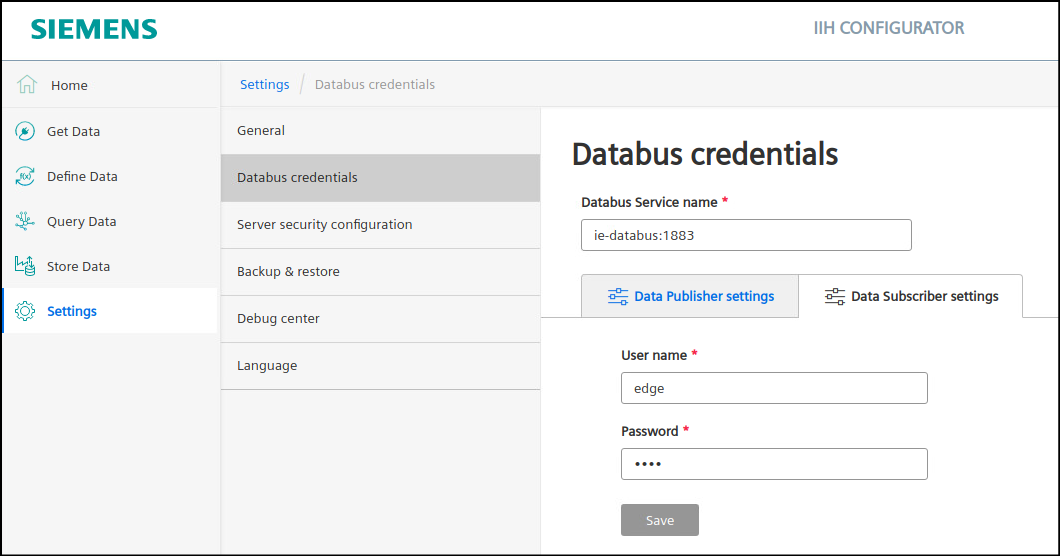 SIEMENS
IIH CONFIGURATOR
Home
Get Data
Define Data
Query Data
Store Data
Settings
Settings / Databus credentials
General
Databus credentials
Server security configuration
Backup & restore
Debug center
Language
Databus credentials
Databus Service name *
ie-databus:1883
Data Publisher settings
Data Subscriber settings
User name *
edge
Password *
••••
Save